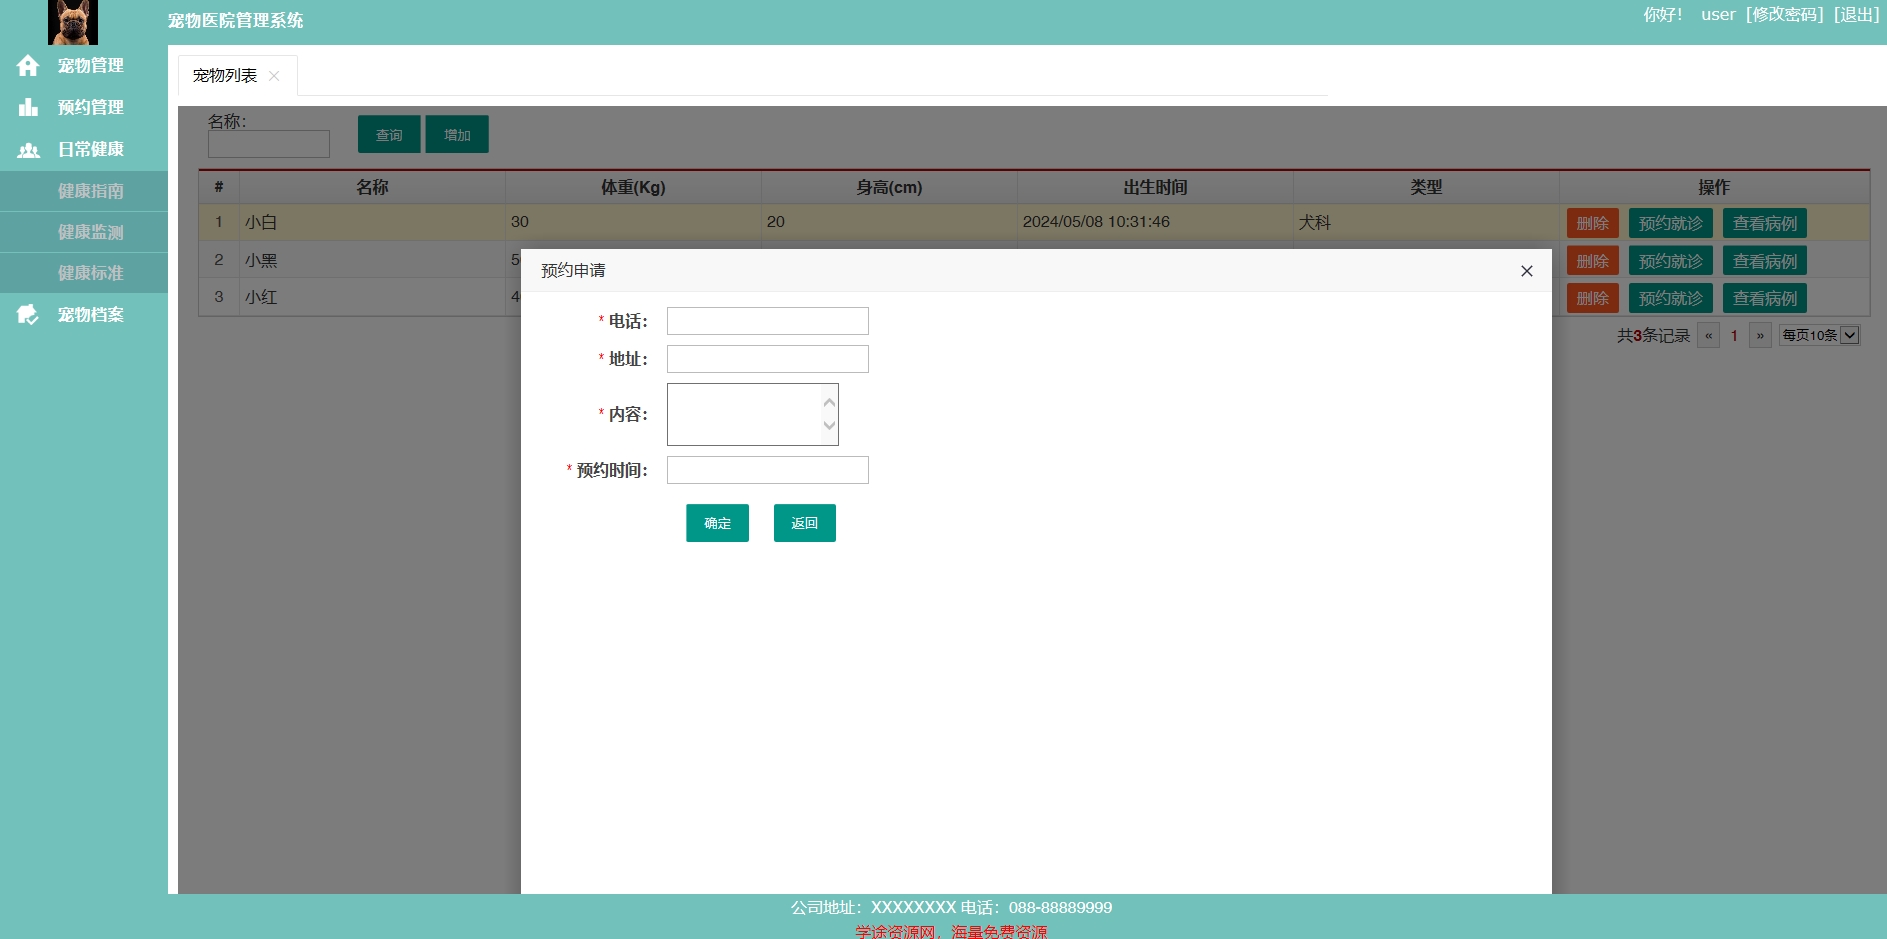 宠物医院管理系统
你好！ user [修改密码] [退出]
宠物管理
预约管理
日常健康
健康指南
健康监测
健康标准
宠物档案
宠物列表
名称：
查询 增加
# 名称 体重(Kg) 身高(cm) 出生时间 类型 操作
1 小白 30 20 2024/05/08 10:31:46 犬科 删除 预约就诊 查看病例
2 小黑 删除 预约就诊 查看病例
3 小红 删除 预约就诊 查看病例
共3条记录 « 1 » 每页10条
预约申请
* 电话：
* 地址：
* 内容：
* 预约时间：
确定 返回
公司地址：XXXXXXXX 电话：088-88889999
学途资源网，海量免费资源